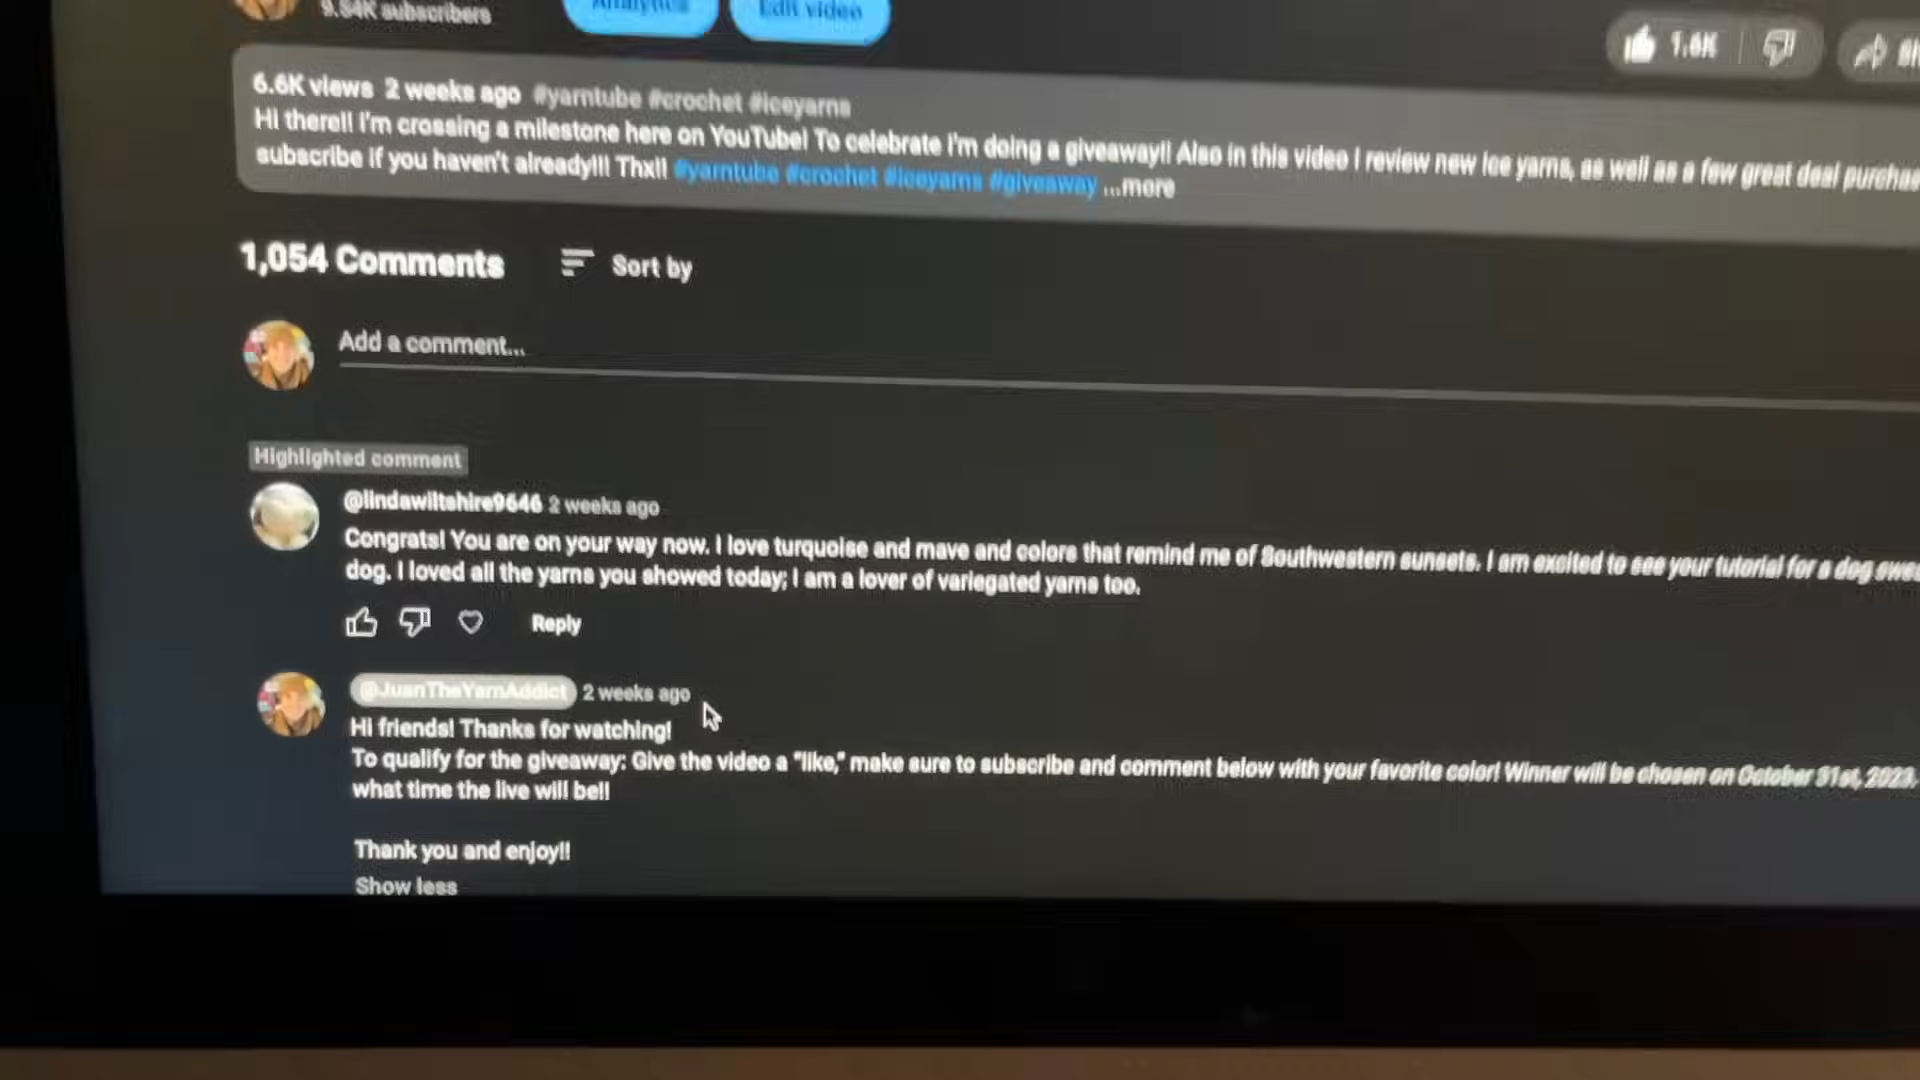 9.54K subscribers
Analytics
Edit video
1.6K
6.6K views 2 weeks ago #yarntube #crochet #iceyarns
Hi there!! I'm crossing a milestone here on YouTube! To celebrate I'm doing a giveaway!! Also in this video I review new Ice yarns, as well as a few great deal purchas
subscribe if you haven't already!!! Thx!! #yarntube #crochet #iceyarns #giveaway ...more
1,054 Comments
Sort by
Add a comment...
Highlighted comment
@lindawiltshire9646 2 weeks ago
Congrats! You are on your way now. I love turquoise and mave and colors that remind me of Southwestern sunsets. I am excited to see your tutorial for a dog swea
dog. I loved all the yarns you showed today; I am a lover of variegated yarns too.
Reply
@JuanTheYarnAddict 2 weeks ago
Hi friends! Thanks for watching!
To qualify for the giveaway: Give the video a "like," make sure to subscribe and comment below with your favorite color! Winner will be chosen on October 31st, 2023.
what time the live will be!!
Thank you and enjoy!!
Show less